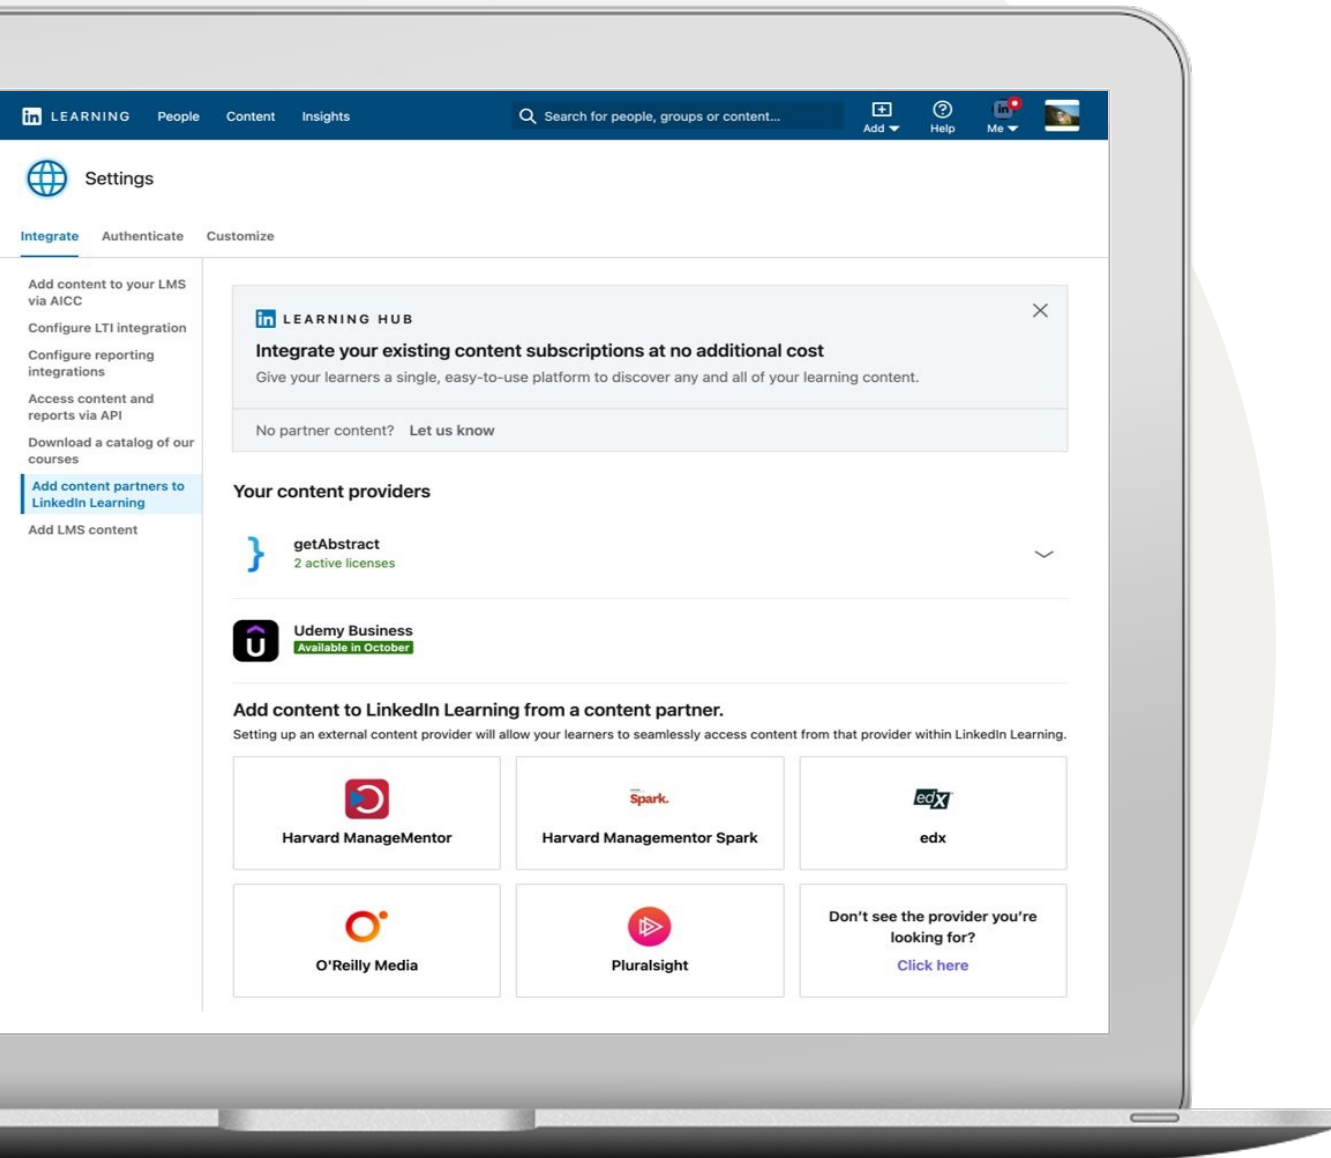 in LEARNING People Content Insights Search for people, groups or content... Add Help in Me
Settings
Integrate Authenticate Customize
Add content to your LMS
via AICC
Configure LTI integration
Configure reporting
integrations
Access content and
reports via API
Download a catalog of our
courses
Add content partners to
LinkedIn Learning
Add LMS content
in LEARNING HUB
Integrate your existing content subscriptions at no additional cost
Give your learners a single, easy-to-use platform to discover any and all of your learning content.
No partner content? Let us know
Your content providers
getAbstract
2 active licenses
Udemy Business
Available in October
Add content to LinkedIn Learning from a content partner.
Setting up an external content provider will allow your learners to seamlessly access content from that provider within LinkedIn Learning.
Harvard ManageMentor
Spark.
Harvard Managementor Spark
edX
edx
O'Reilly Media
Pluralsight
Don't see the provider you're
looking for?
Click here